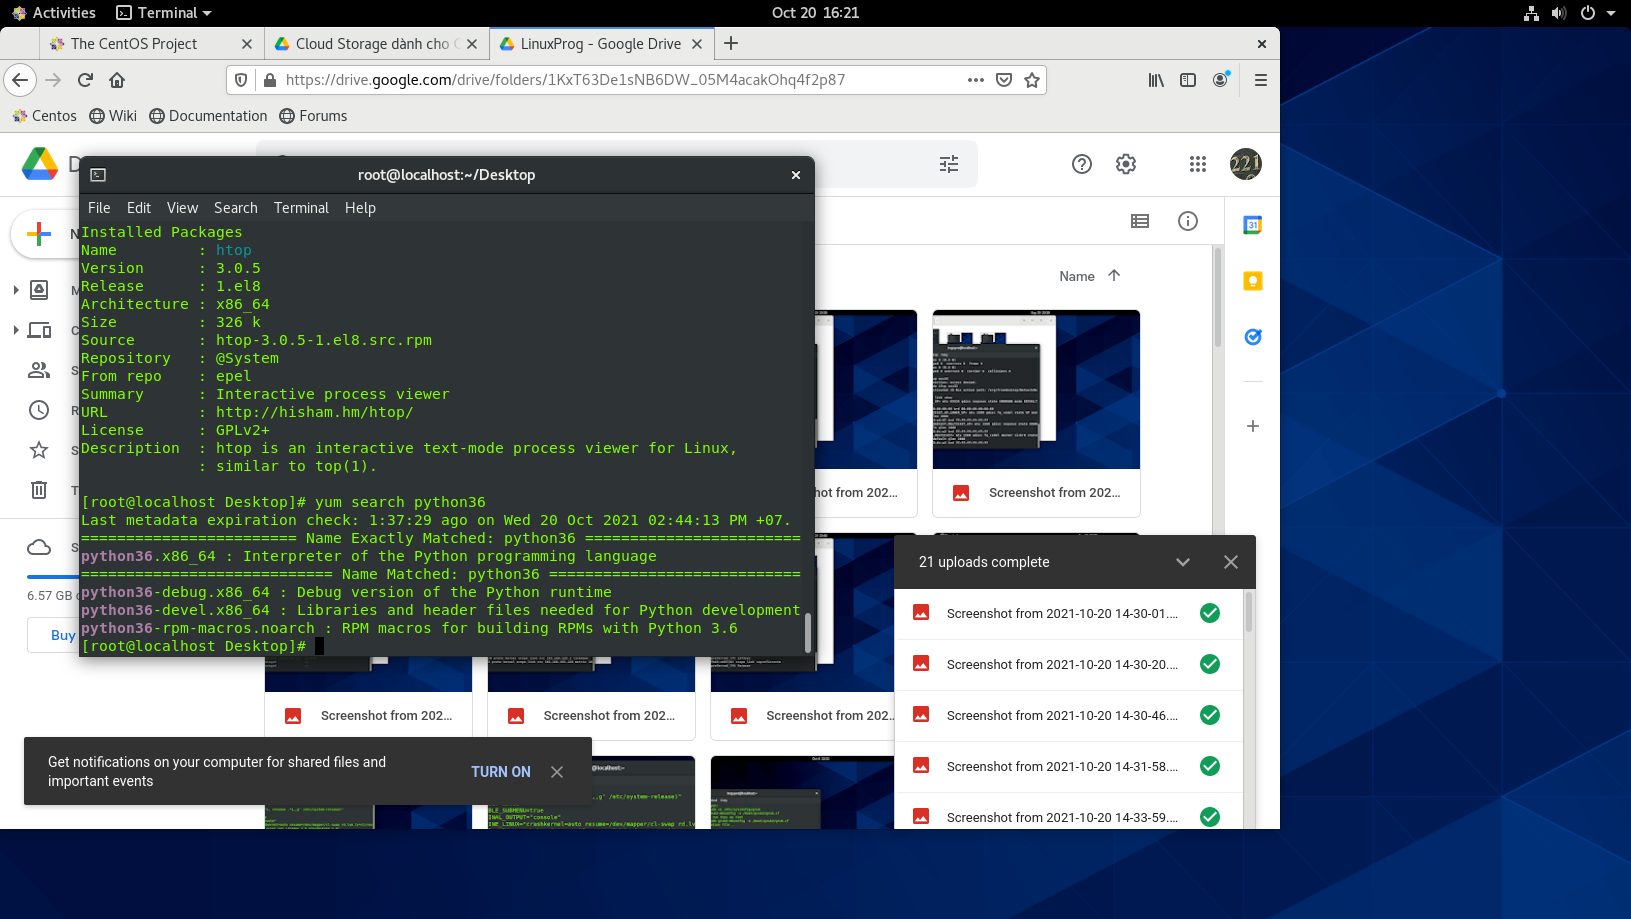 Activities
Terminal
Oct 20 16:21
The CentOS Project
Cloud Storage dành cho
LinuxProg - Google Drive
https://drive.google.com/drive/folders/1KxT63De1sNB6DW_05M4acakOhq4f2p87
Centos
Wiki
Documentation
Forums
221
root@localhost:~/Desktop
File Edit View Search Terminal Help
Installed Packages
Name         : htop
Version      : 3.0.5
Release      : 1.el8
Architecture : x86_64
Size         : 326 k
Source       : htop-3.0.5-1.el8.src.rpm
Repository   : @System
From repo    : epel
Summary      : Interactive process viewer
URL          : http://hisham.hm/htop/
License      : GPLv2+
Description  : htop is an interactive text-mode process viewer for Linux,
             : similar to top(1).
[root@localhost Desktop]# yum search python36
Last metadata expiration check: 1:37:29 ago on Wed 20 Oct 2021 02:44:13 PM +07.
======================== Name Exactly Matched: python36 ========================
python36.x86_64 : Interpreter of the Python programming language
============================ Name Matched: python36 ============================
python36-debug.x86_64 : Debug version of the Python runtime
python36-devel.x86_64 : Libraries and header files needed for Python development
python36-rpm-macros.noarch : RPM macros for building RPMs with Python 3.6
[root@localhost Desktop]#
Name
31
6.57 GB
Buy
hot from 202...
Screenshot from 202...
Screenshot from 202...
Screenshot from 202...
Screenshot from 202...
21 uploads complete
Screenshot from 2021-10-20 14-30-01....
Screenshot from 2021-10-20 14-30-20....
Screenshot from 2021-10-20 14-30-46....
Screenshot from 2021-10-20 14-31-58....
Screenshot from 2021-10-20 14-33-59....
Get notifications on your computer for shared files and
important events
TURN ON